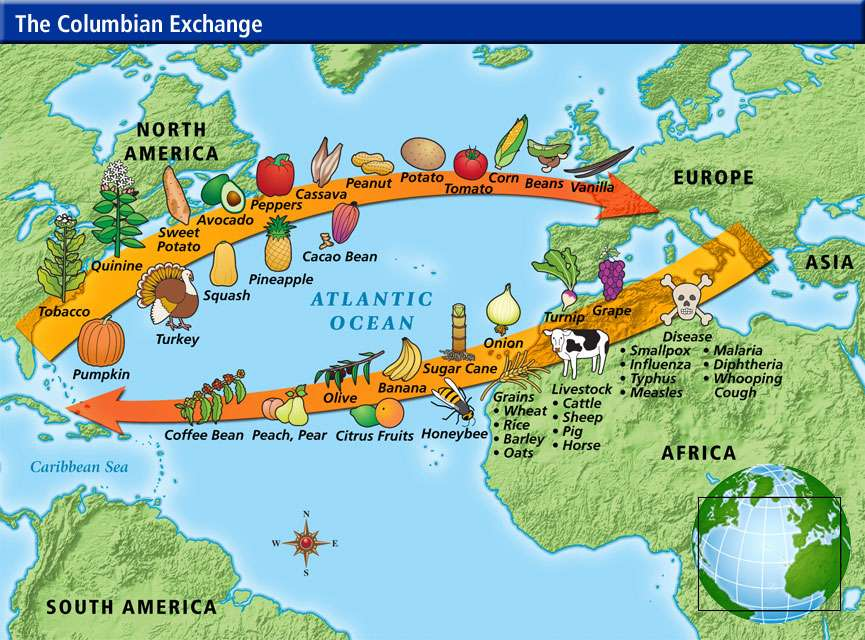 The Columbian Exchange
NORTH
AMERICA
EUROPE
ASIA
Quinine
Sweet
Potato
Avocado
Peppers
Cassava
Peanut
Potato
Tomato
Corn
Beans
Vanilla
Tobacco
Pumpkin
Turkey
Squash
Pineapple
Cacao Bean
ATLANTIC
OCEAN
Coffee Bean
Peach, Pear
Olive
Citrus Fruits
Banana
Sugar Cane
Honeybee
Onion
Turnip
Grape
Grains
• Wheat
• Rice
• Barley
• Oats
Livestock
• Cattle
• Sheep
• Pig
• Horse
Disease
• Smallpox
• Influenza
• Typhus
• Measles
• Malaria
• Diphtheria
• Whooping
Cough
AFRICA
Caribbean Sea
N
W
E
S
SOUTH AMERICA